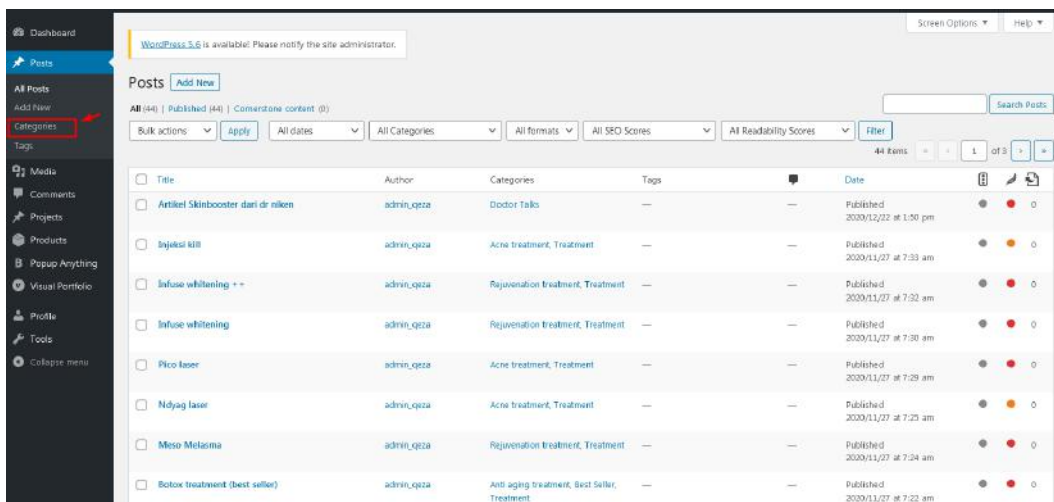 Dashboard
Posts
All Posts
Add New
Categories
Tags
Media
Comments
Projects
Products
Popup Anything
Visual Portfolio
Profile
Tools
Collapse menu
Screen Options ▼ Help ▼
WordPress 5.6 is available! Please notify the site administrator.
Posts Add New
All (44) | Published (44) | Cornerstone content (0)
Search Posts
Bulk actions Apply All dates All Categories All formats All SEO Scores All Readability Scores Filter
44 items « ‹ 1 of 3 › »
Title Author Categories Tags Date
Artikel Skinbooster dari dr niken admin_qeza Doctor Talks — — Published 0
2020/12/22 at 1:50 pm
Injeksi kill admin_qeza Acne treatment, Treatment — — Published 0
2020/11/27 at 7:33 am
Infuse whitening ++ admin_qeza Rejuvenation treatment, Treatment — — Published 0
2020/11/27 at 7:32 am
Infuse whitening admin_qeza Rejuvenation treatment, Treatment — — Published 0
2020/11/27 at 7:30 am
Pico laser admin_qeza Acne treatment, Treatment — — Published 0
2020/11/27 at 7:29 am
Ndyag laser admin_qeza Acne treatment, Treatment — — Published 0
2020/11/27 at 7:25 am
Meso Melasma admin_qeza Rejuvenation treatment, Treatment — — Published 0
2020/11/27 at 7:24 am
Botox treatment (best seller) admin_qeza Anti aging treatment, Best Seller, — — Published 0
Treatment 2020/11/27 at 7:22 am